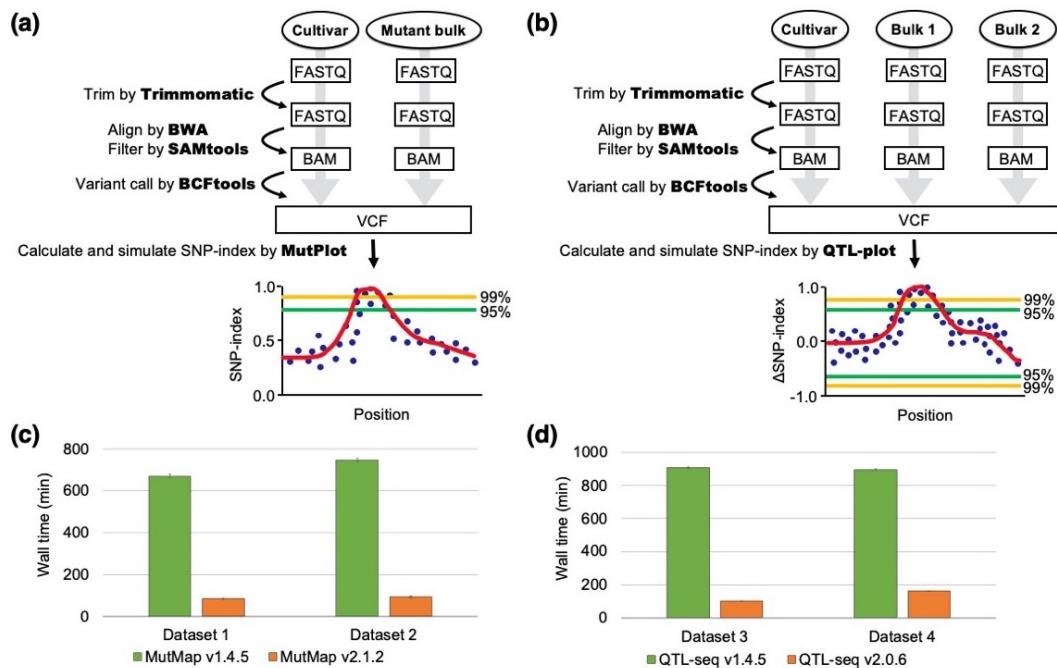 (a)
Cultivar
Mutant bulk
FASTQ
FASTQ
Trim by Trimmomatic
FASTQ
FASTQ
Align by BWA
Filter by SAMtools
BAM
BAM
Variant call by BCFtools
VCF
Calculate and simulate SNP-index by MutPlot
SNP-index
1.0
0.5
0.0
99%
95%
Position
(b)
Cultivar
Bulk 1
Bulk 2
FASTQ
FASTQ
FASTQ
Trim by Trimmomatic
FASTQ
FASTQ
FASTQ
Align by BWA
Filter by SAMtools
BAM
BAM
BAM
Variant call by BCFtools
VCF
Calculate and simulate SNP-index by QTL-plot
ΔSNP-index
1.0
0.0
-1.0
99%
95%
95%
99%
Position
(c)
Wall time (min)
800
600
400
200
0
Dataset 1
Dataset 2
MutMap v1.4.5
MutMap v2.1.2
(d)
Wall time (min)
1000
800
600
400
200
0
Dataset 3
Dataset 4
QTL-seq v1.4.5
QTL-seq v2.0.6